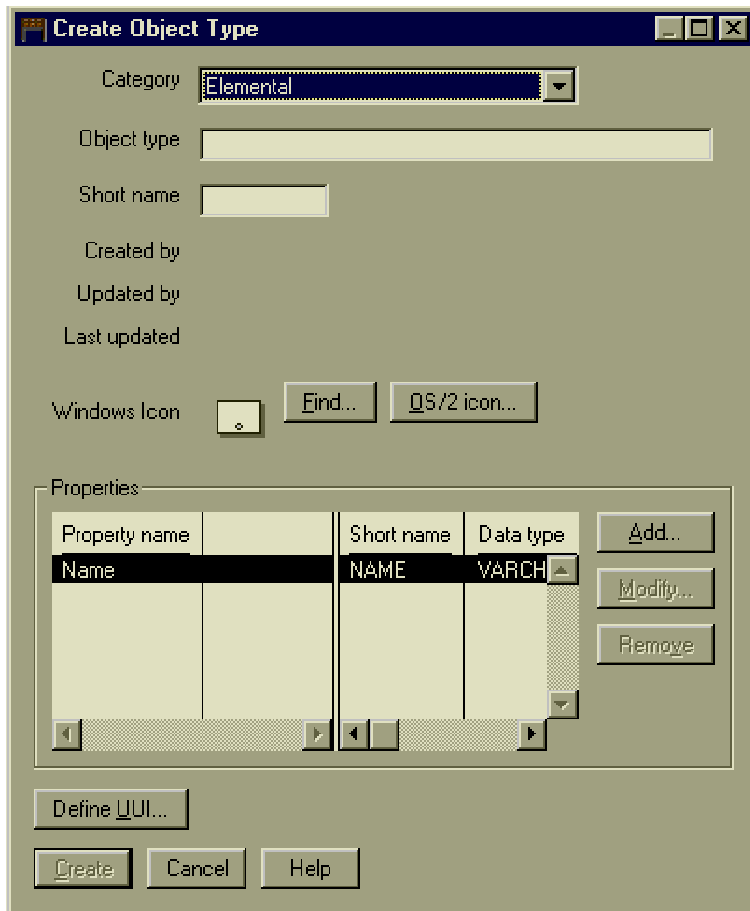 Create Object Type
Category Elemental
Object type
Short name
Created by
Updated by
Last updated
Windows Icon Find... OS/2 icon...
Properties
Property name Short name Data type Add...
Name NAME VARCH
Modify...
Remove
Define UUI...
Create Cancel Help